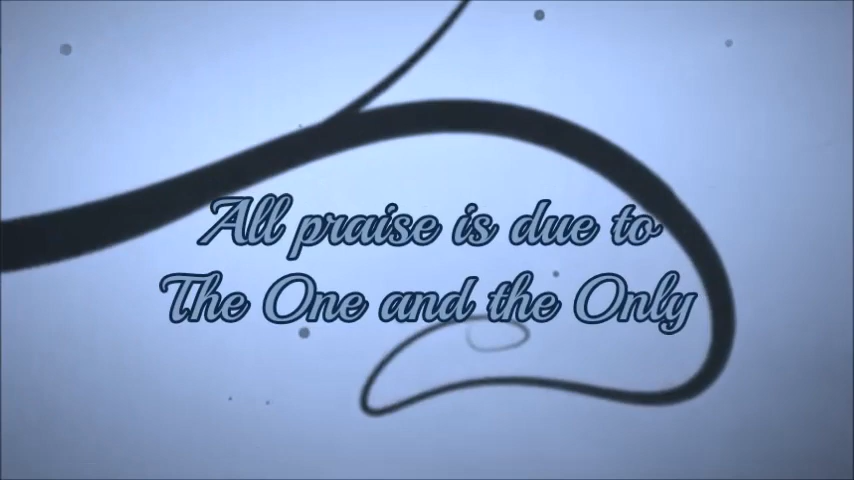 All praise is due to
The One and the Only